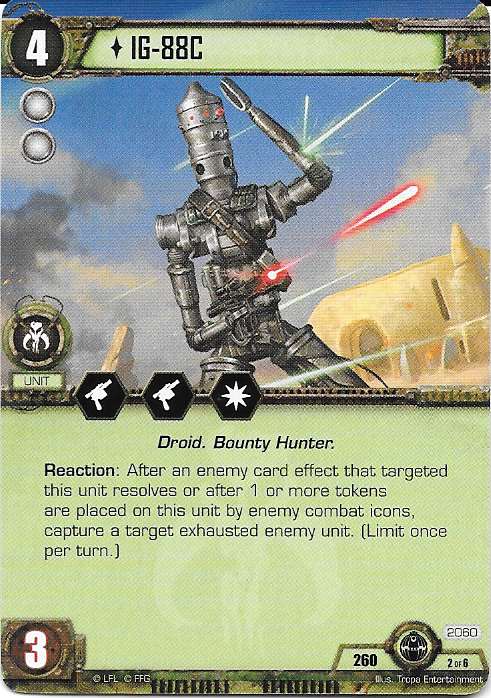 4
IG-88C
UNIT
Droid. Bounty Hunter.
Reaction: After an enemy card effect that targeted
this unit resolves or after 1 or more tokens
are placed on this unit by enemy combat icons,
capture a target exhausted enemy unit. (Limit once
per turn.)
3
2060
260
2 OF 6
© LFL © FFG
Illus. Tropa Entertainment